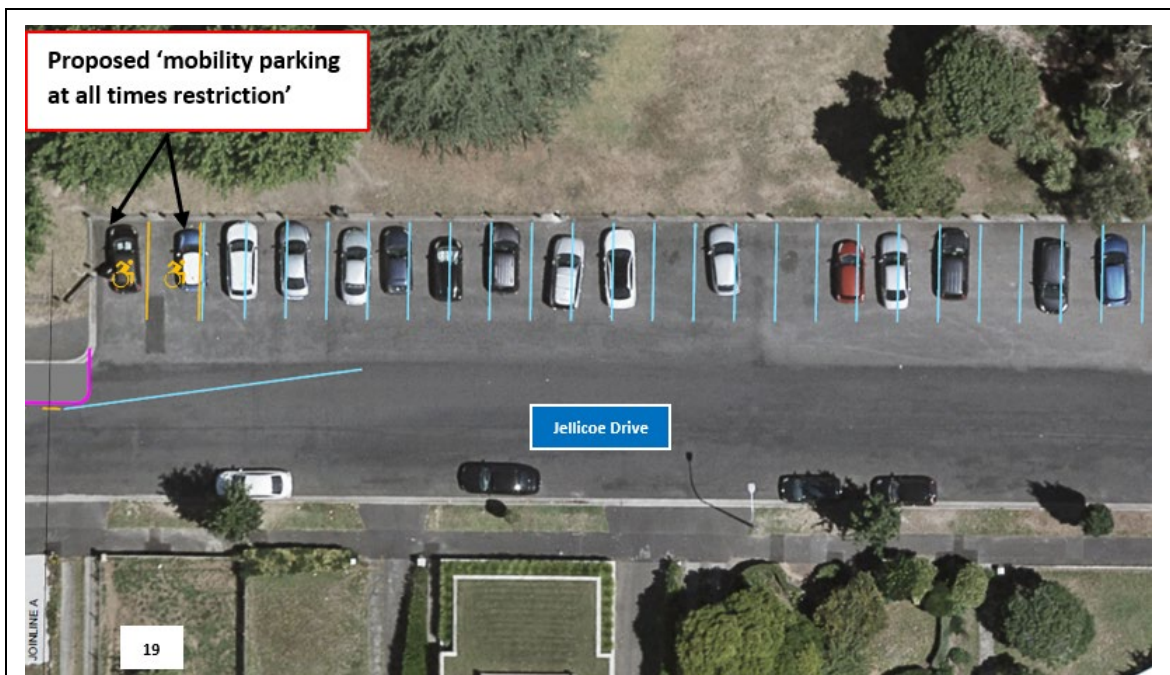 Proposed ‘mobility parking
at all times restriction’
Jellicoe Drive
JOINLINE A
19